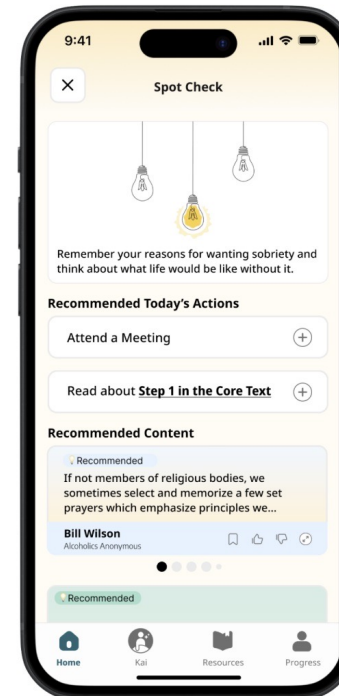 9:41
Spot Check
Remember your reasons for wanting sobriety and
think about what life would be like without it.
Recommended Today's Actions
Attend a Meeting
Read about Step 1 in the Core Text
Recommended Content
Recommended
If not members of religious bodies, we
sometimes select and memorize a few set
prayers which emphasize principles we...
Bill Wilson
Alcoholics Anonymous
Recommended
Home
Kai
Resources
Progress